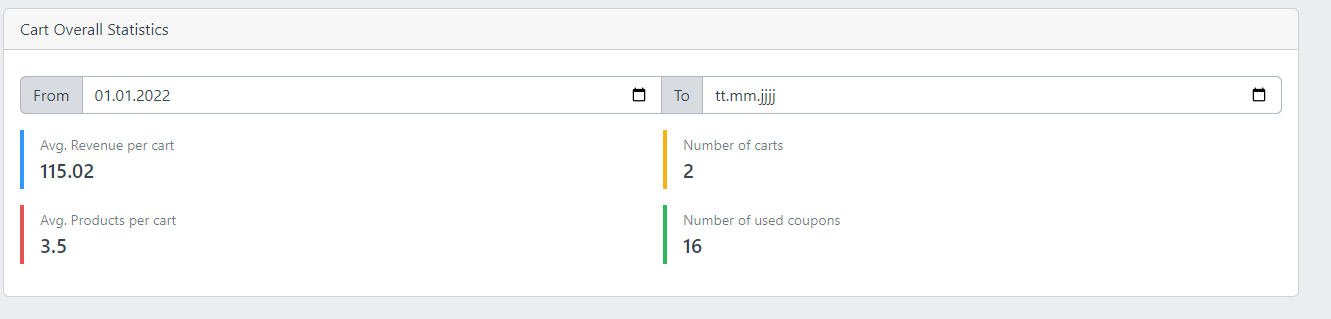 Cart Overall Statistics
From 01.01.2022 To tt.mm.jjjj
Avg. Revenue per cart
115.02
Number of carts
2
Avg. Products per cart
3.5
Number of used coupons
16